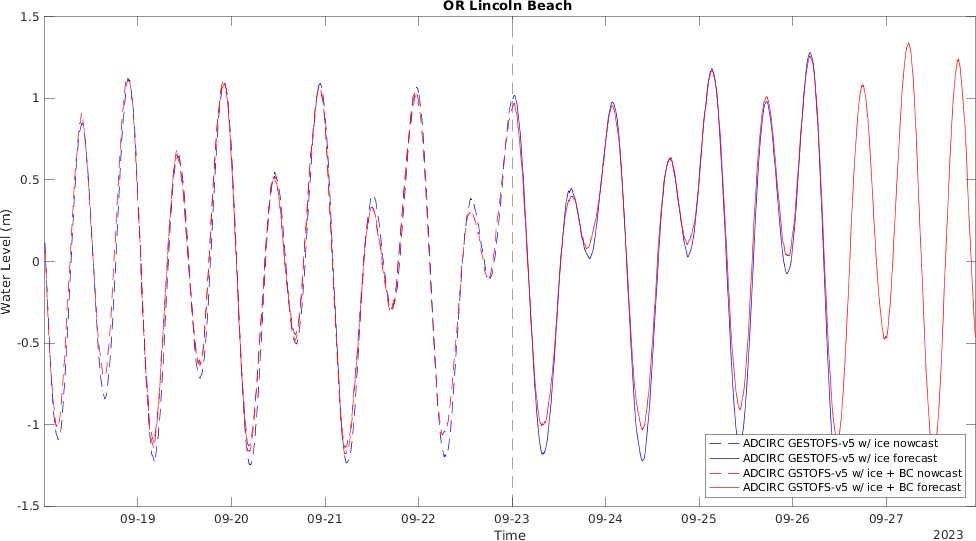 OR Lincoln Beach
1.5
1
0.5
0
-0.5
-1
-1.5
Water Level (m)
09-19 09-20 09-21 09-22 09-23 09-24 09-25 09-26 09-27
Time
2023
ADCIRC GESTOFS-v5 w/ ice nowcast
ADCIRC GESTOFS-v5 w/ ice forecast
ADCIRC GSTOFS-v5 w/ ice + BC nowcast
ADCIRC GSTOFS-v5 w/ ice + BC forecast